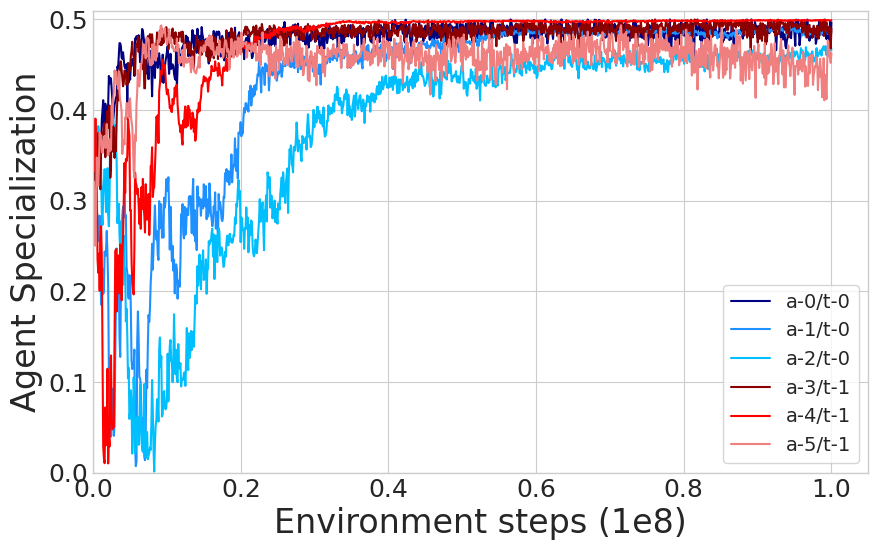 Agent Specialization
0.5
0.4
0.3
0.2
0.1
0.0
0.0 0.2 0.4 0.6 0.8 1.0
Environment steps (1e8)
a-0/t-0
a-1/t-0
a-2/t-0
a-3/t-1
a-4/t-1
a-5/t-1